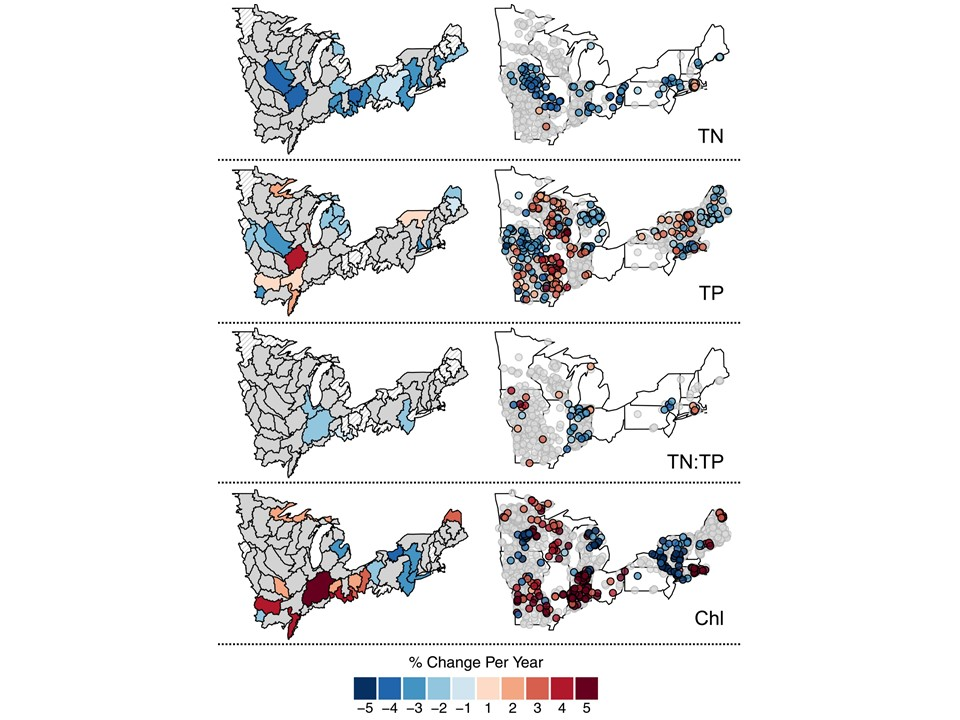 TN
TP
TN:TP
Chl
% Change Per Year
−5 −4 −3 −2 −1 1 2 3 4 5